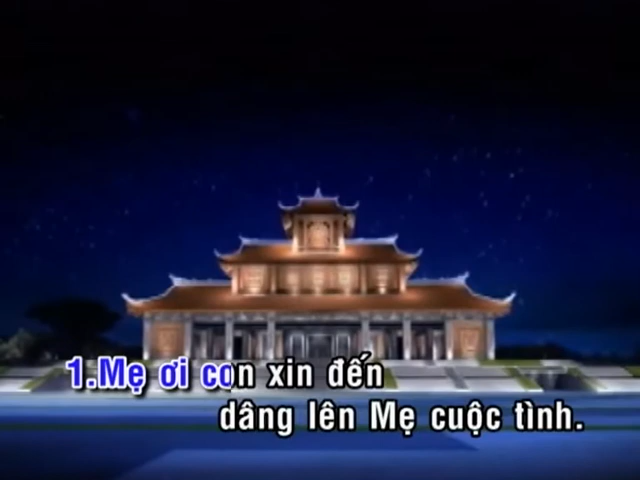 1.Mẹ ơi con xin đến
dâng lên Mẹ cuộc tình.